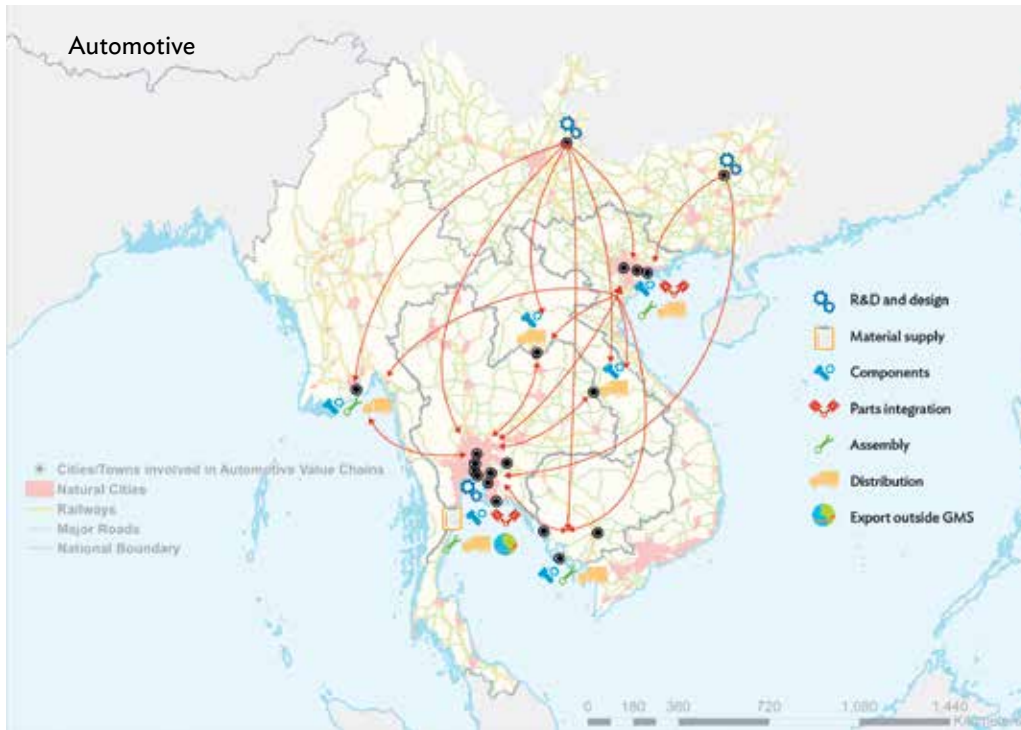 Automotive
R&D and design
Material supply
Components
Parts integration
Assembly
Distribution
Export outside GMS
Cities/Towns involved in Automotive Value Chains
Natural Cities
Railways
Major Roads
National Boundary
0 180 360 720 1,080 1,440